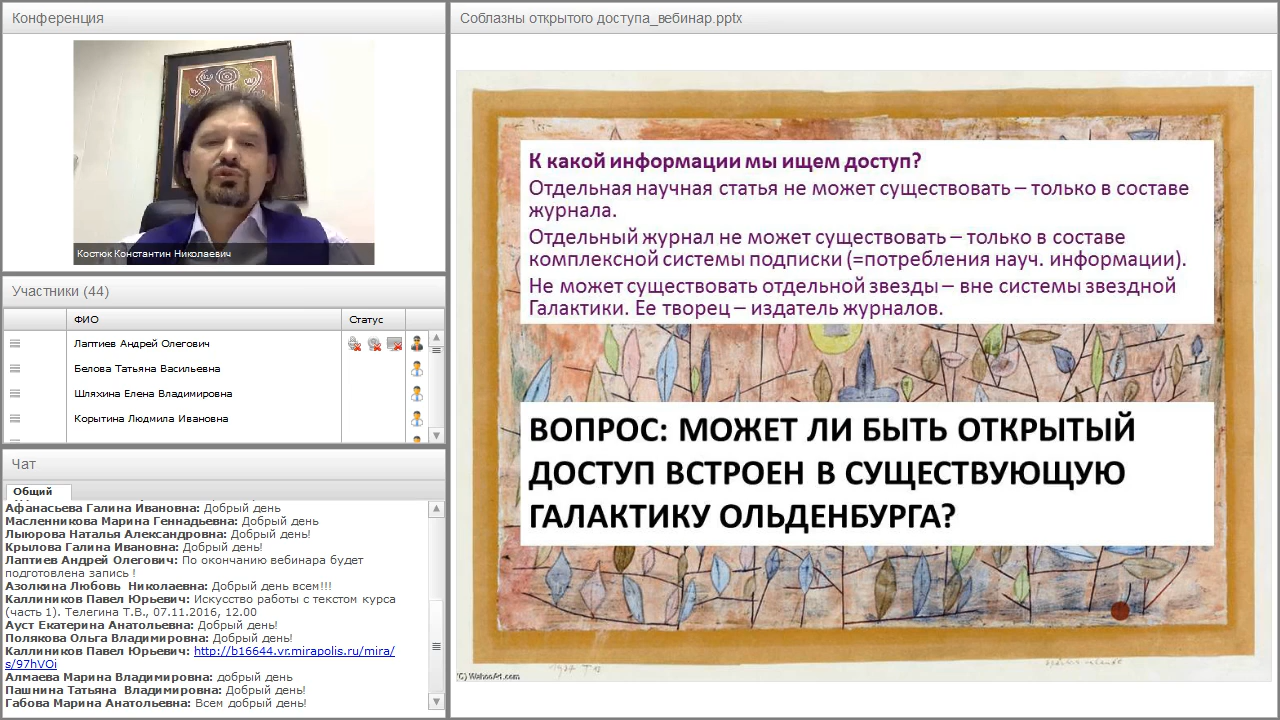 Конференция
Костюк Константин Николаевич
Участники (44)
ФИО
Статус
Лаптиев Андрей Олегович
Белова Татьяна Васильевна
Шляхина Елена Владимировна
Корытина Людмила Ивановна
Чат
Общий
Афанасьева Галина Ивановна: Добрый день
Масленникова Марина Геннадьевна: Добрый день
Лыюрова Наталья Александровна: Добрый день!
Крылова Галина Ивановна: Добрый день!
Лаптиев Андрей Олегович: По окончанию вебинара будет
подготовлена запись !
Азолкина Любовь Николаевна: Добрый день всем!!!
Каллиников Павел Юрьевич: Искусство работы с текстом курса
(часть 1). Телегина Т.В., 07.11.2016, 12.00
Ауст Екатерина Анатольевна: Добрый день!
Полякова Ольга Владимировна: Добрый день!
Каллиников Павел Юрьевич: http://b16644.vr.mirapolis.ru/mira/
s/97hVOi
Алмаева Марина Владимировна: добрый день
Пашнина Татьяна Владимировна: Добрый день!
Габова Марина Анатольевна: Всем добрый день!
Соблазны открытого доступа_вебинар.pptx
К какой информации мы ищем доступ?
Отдельная научная статья не может существовать – только в составе
журнала.
Отдельный журнал не может существовать – только в составе
комплексной системы подписки (=потребления науч. информации).
Не может существовать отдельной звезды – вне системы звездной
Галактики. Ее творец – издатель журналов.
ВОПРОС: МОЖЕТ ЛИ БЫТЬ ОТКРЫТЫЙ
ДОСТУП ВСТРОЕН В СУЩЕСТВУЮЩУЮ
ГАЛАКТИКУ ОЛЬДЕНБУРГА?
(C) WahooArt.com